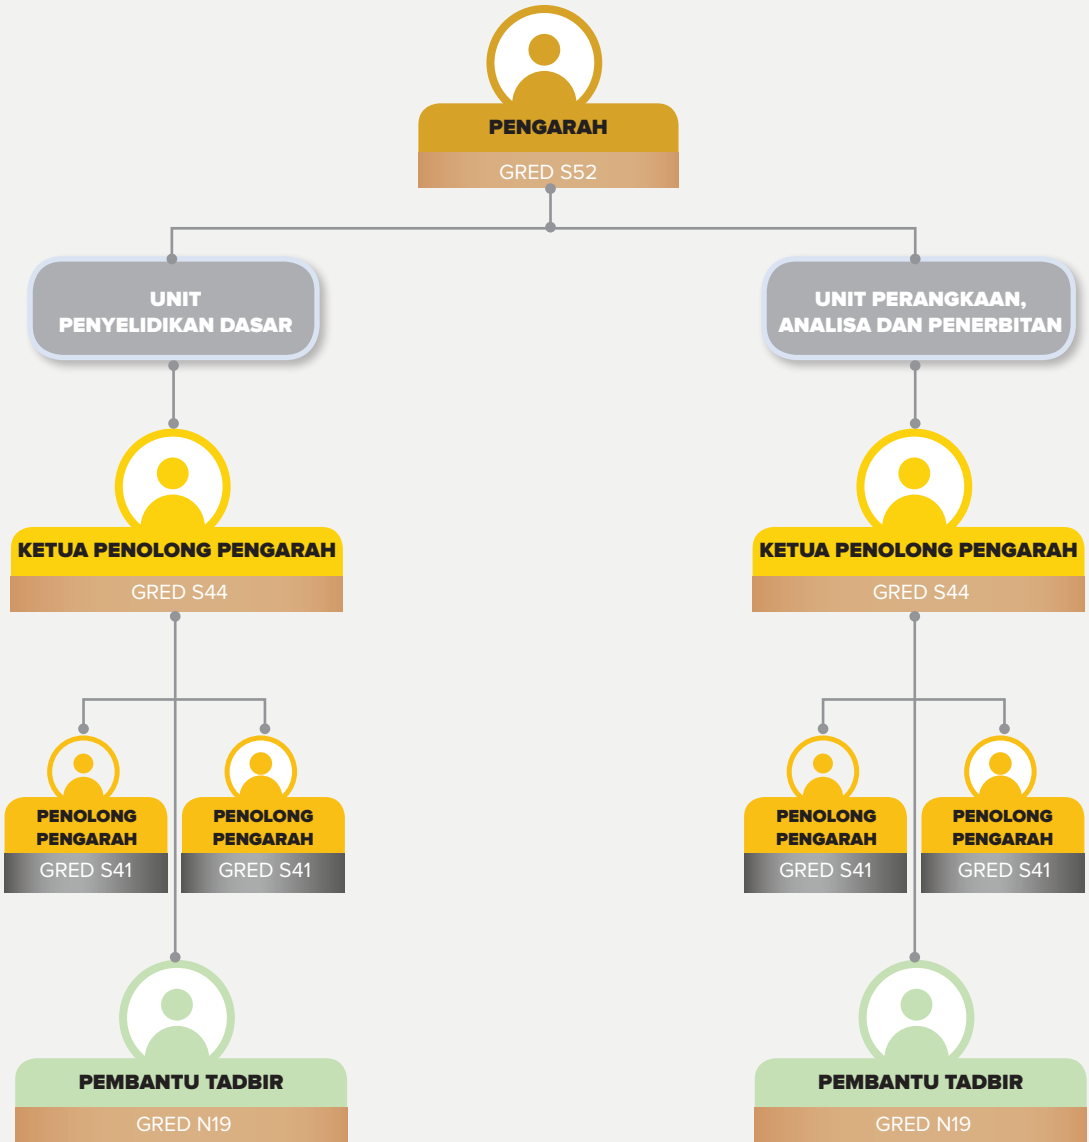 PENGARAH
GRED S52
UNIT
PENYELIDIKAN DASAR
UNIT PERANGKAAN,
ANALISA DAN PENERBITAN
KETUA PENOLONG PENGARAH
GRED S44
KETUA PENOLONG PENGARAH
GRED S44
PENOLONG
PENGARAH
GRED S41
PENOLONG
PENGARAH
GRED S41
PENOLONG
PENGARAH
GRED S41
PENOLONG
PENGARAH
GRED S41
PEMBANTU TADBIR
GRED N19
PEMBANTU TADBIR
GRED N19